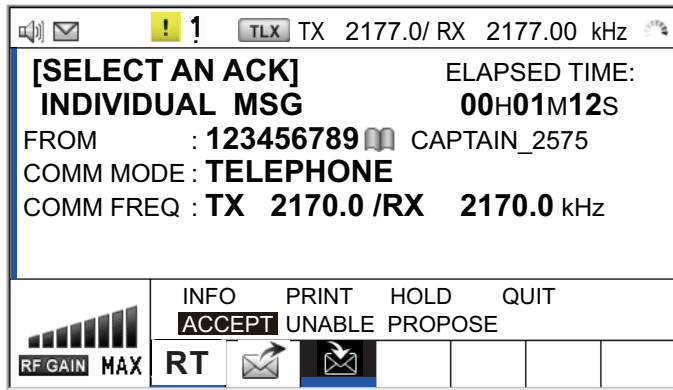 ! 1 TLX TX 2177.0/ RX 2177.00 kHz
[SELECT AN ACK] ELAPSED TIME:
INDIVIDUAL MSG 00H01M12S
FROM : 123456789 CAPTAIN_2575
COMM MODE : TELEPHONE
COMM FREQ : TX 2170.0 /RX 2170.0 kHz
INFO PRINT HOLD QUIT
ACCEPT UNABLE PROPOSE
RF GAIN MAX RT